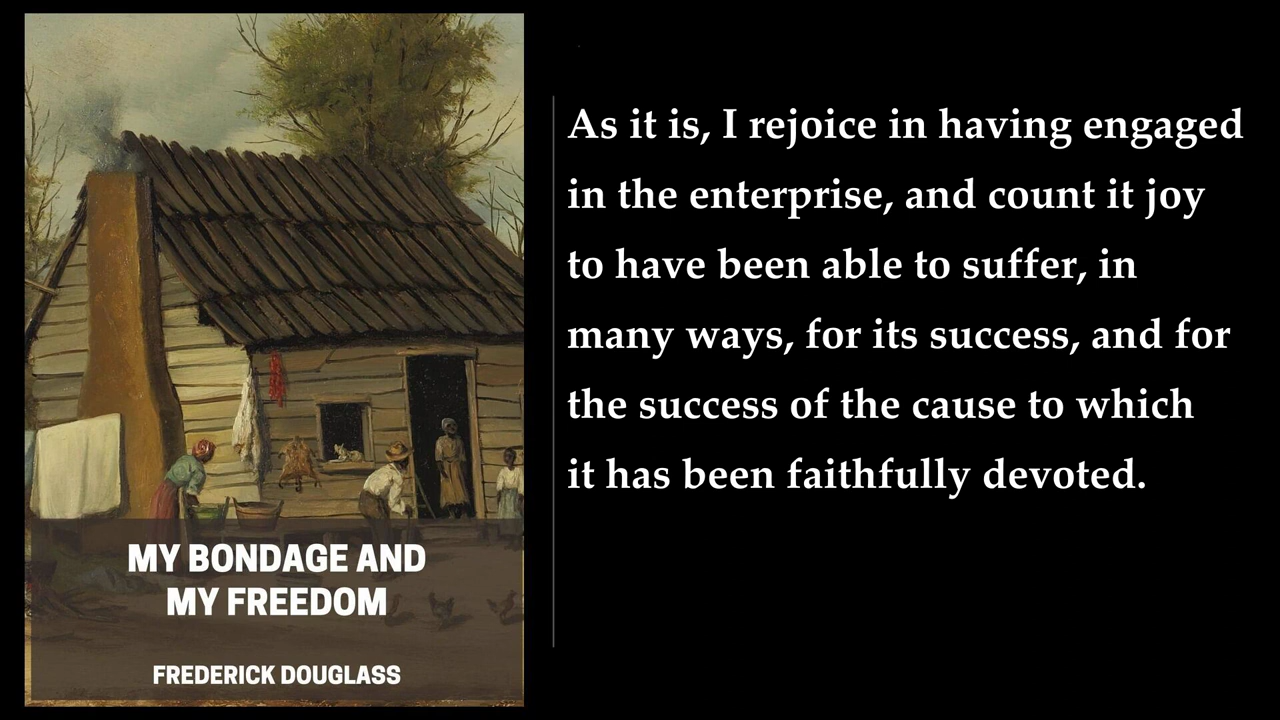 MY BONDAGE AND
MY FREEDOM
FREDERICK DOUGLASS
As it is, I rejoice in having engaged
in the enterprise, and count it joy
to have been able to suffer, in
many ways, for its success, and for
the success of the cause to which
it has been faithfully devoted.